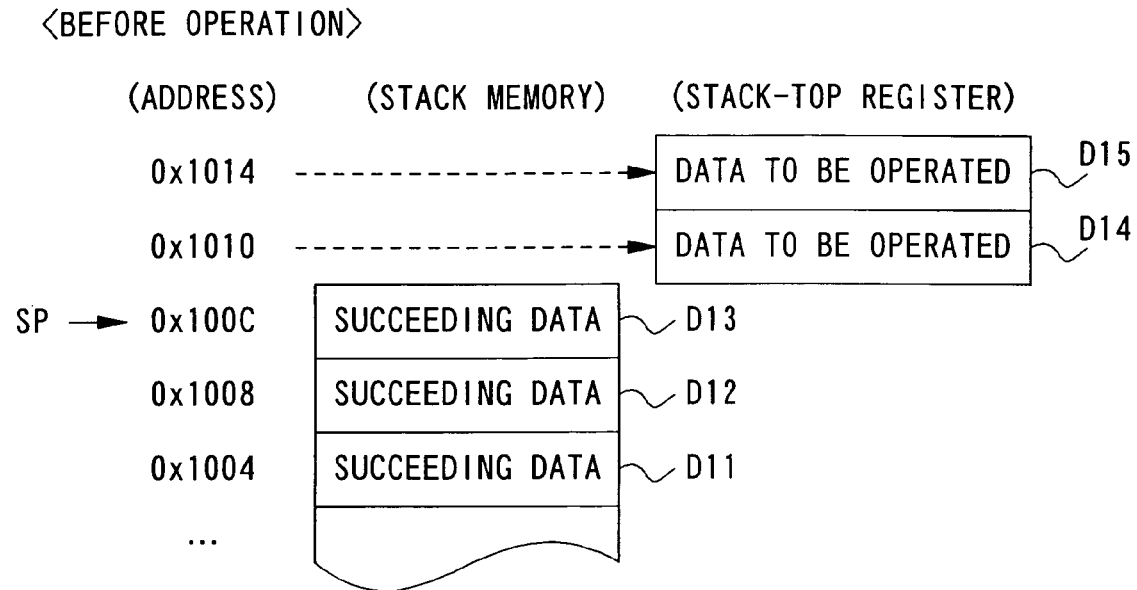 <BEFORE OPERATION>
(ADDRESS) (STACK MEMORY) (STACK-TOP REGISTER)
0x1014 DATA TO BE OPERATED D15
0x1010 DATA TO BE OPERATED D14
SP 0x100C SUCCEEDING DATA D13
0x1008 SUCCEEDING DATA D12
0x1004 SUCCEEDING DATA D11
...